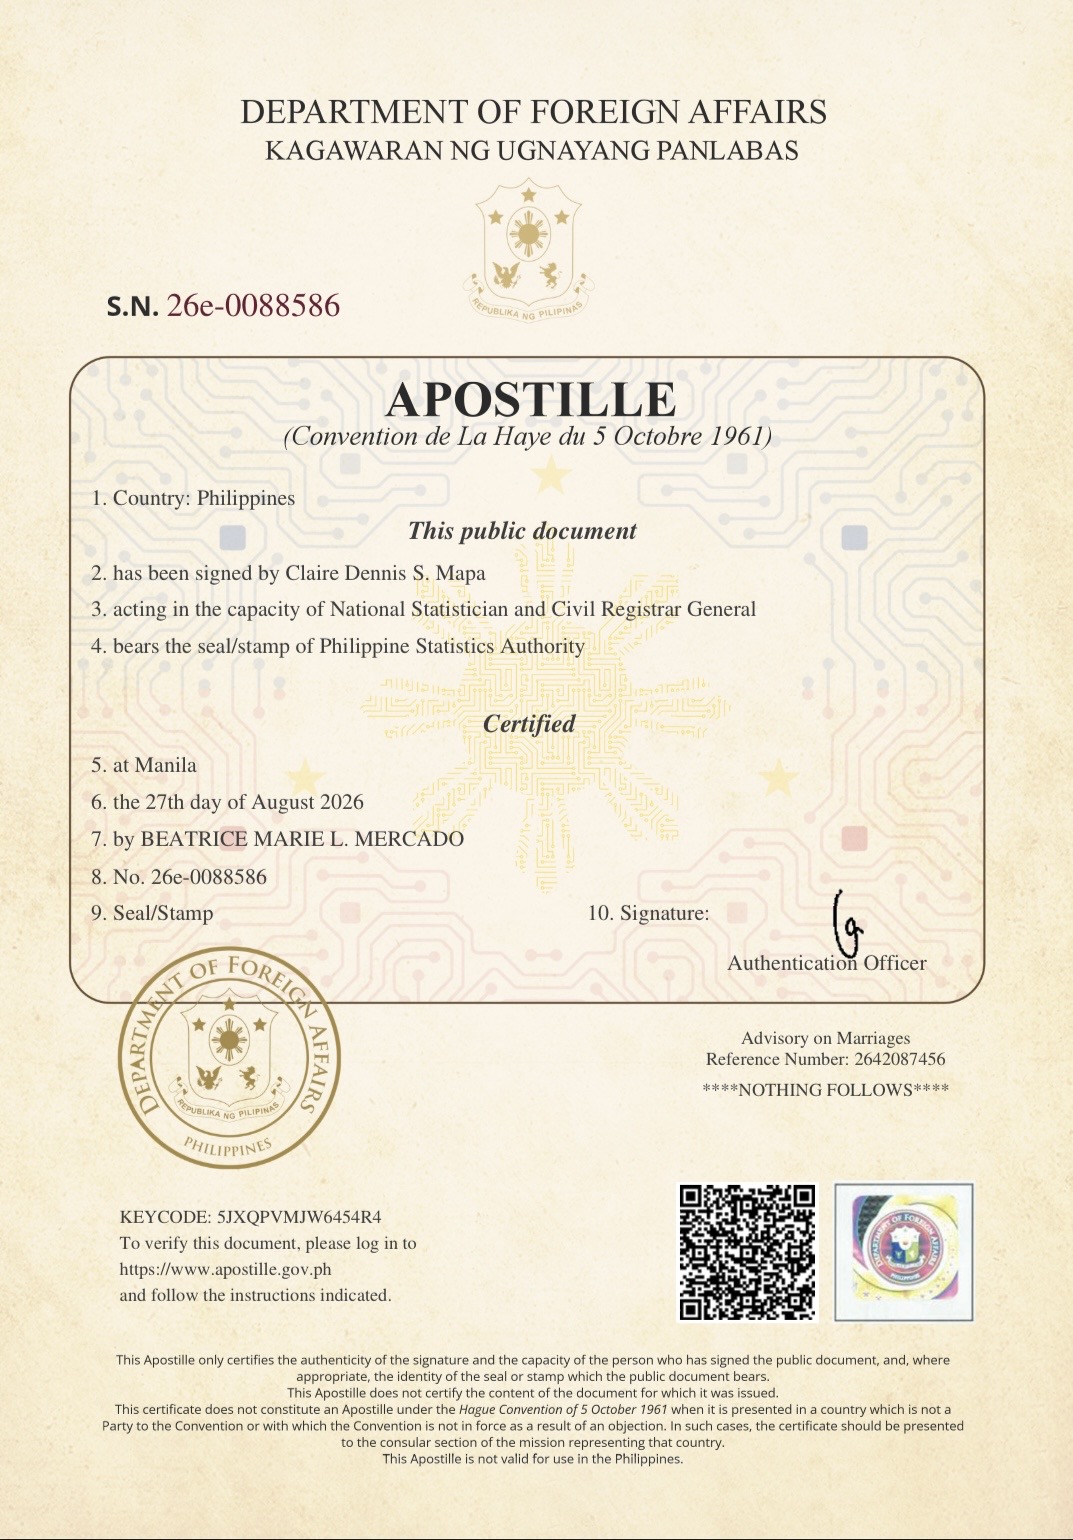 DEPARTMENT OF FOREIGN AFFAIRS
KAGAWARAN NG UGNAYANG PANLABAS
REPUBLIKA NG PILIPINAS
S.N. 26e-0088586
APOSTILLE
(Convention de La Haye du 5 Octobre 1961)
1. Country: Philippines
This public document
2. has been signed by Claire Dennis S. Mapa
3. acting in the capacity of National Statistician and Civil Registrar General
4. bears the seal/stamp of Philippine Statistics Authority
Certified
5. at Manila
6. the 27th day of August 2026
7. by BEATRICE MARIE L. MERCADO
8. No. 26e-0088586
9. Seal/Stamp
10. Signature:
Authentication Officer
DEPARTMENT OF FOREIGN AFFAIRS
REPUBLIKA NG PILIPINAS
PHILIPPINES
Advisory on Marriages
Reference Number: 2642087456
****NOTHING FOLLOWS****
KEYCODE: 5JXQPVMJW6454R4
To verify this document, please log in to
https://www.apostille.gov.ph
and follow the instructions indicated.
DEPARTMENT OF FOREIGN AFFAIRS
PHILIPPINES
This Apostille only certifies the authenticity of the signature and the capacity of the person who has signed the public document, and, where
appropriate, the identity of the seal or stamp which the public document bears.
This Apostille does not certify the content of the document for which it was issued.
This certificate does not constitute an Apostille under the Hague Convention of 5 October 1961 when it is presented in a country which is not a
Party to the Convention or with which the Convention is not in force as a result of an objection. In such cases, the certificate should be presented
to the consular section of the mission representing that country.
This Apostille is not valid for use in the Philippines.